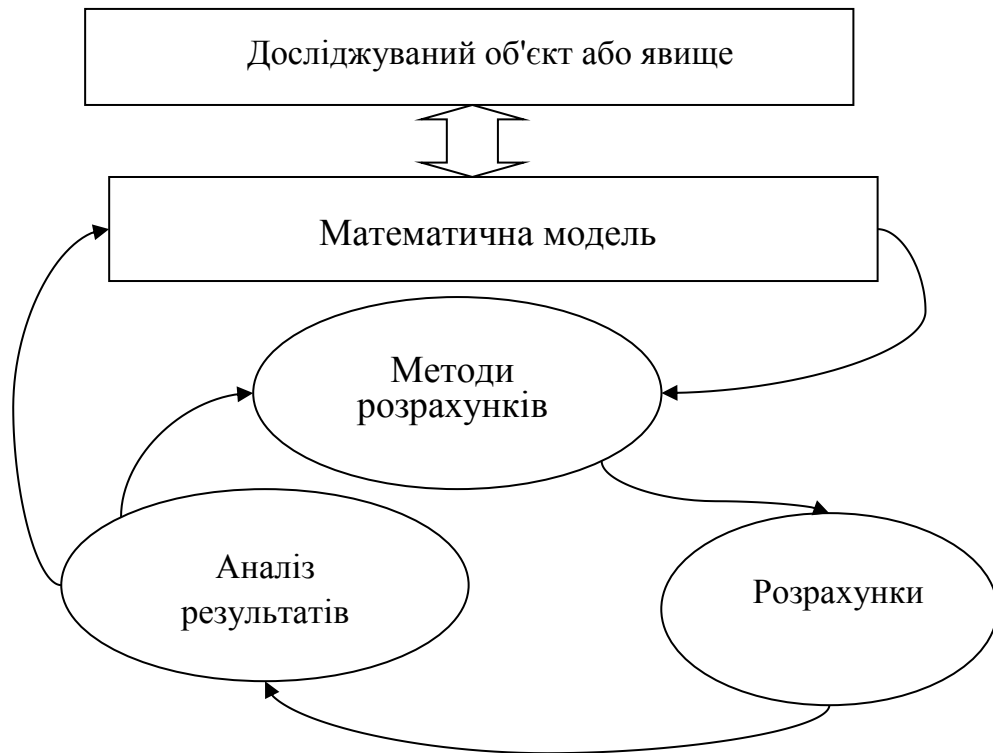 Досліджуваний об'єкт або явище
Математична модель
Методи
розрахунків
Аналіз
результатів
Розрахунки